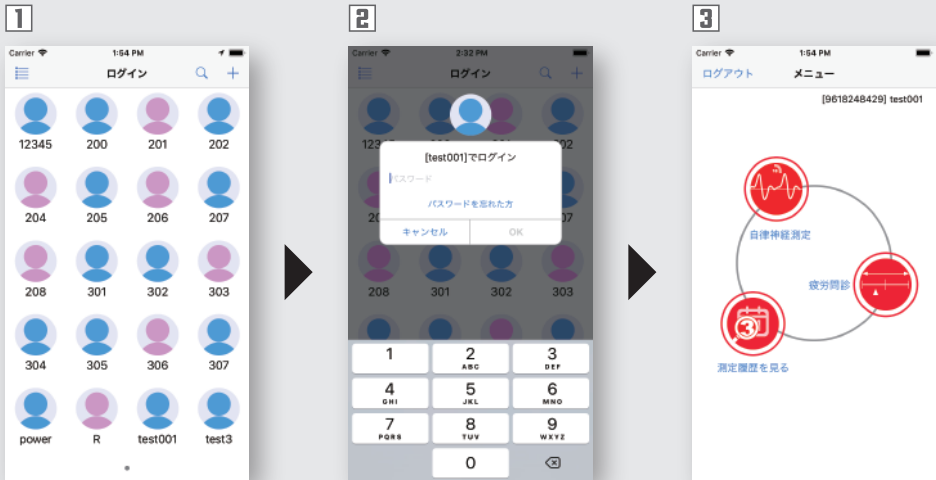 1
2
3
Carrier 1:54 PM
ログイン
12345 200 201 202
204 205 206 207
208 301 302 303
304 305 306 307
power R test001 test3
Carrier 2:32 PM
ログイン
123 02
[test001]でログイン
パスワード
パスワードを忘れた方
20 07
キャンセル OK
208 301 302 303
1 2 3
ABC DEF
4 5 6
GHI JKL MNO
7 8 9
PQRS TUV WXYZ
0
Carrier 1:54 PM
ログアウト メニュー
[9618248429] test001
自律神経測定
疲労問診
3
測定履歴を見る